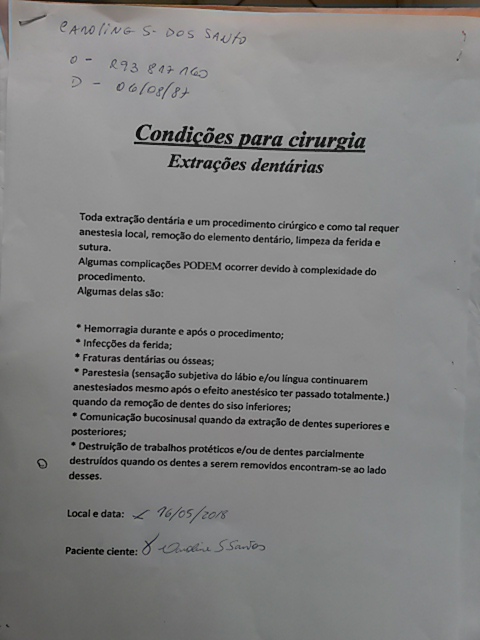 CAROLING S- DOS SANTO
O - R93 817 160
D - 06/08/87
Condições para cirurgia
Extrações dentárias
Toda extração dentária e um procedimento cirúrgico e como tal requer
anestesia local, remoção do elemento dentário, limpeza da ferida e
sutura.
Algumas complicações PODEM ocorrer devido à complexidade do
procedimento.
Algumas delas são:
* Hemorragia durante e após o procedimento;
* Infecções da ferida;
* Fraturas dentárias ou ósseas;
* Parestesia (sensação subjetiva do lábio e/ou língua continuarem
anestesiados mesmo após o efeito anestésico ter passado totalmente.)
quando da remoção de dentes do siso inferiores;
* Comunicação bucosinusal quando da extração de dentes superiores e
posteriores;
* Destruição de trabalhos protéticos e/ou de dentes parcialmente
destruídos quando os dentes a serem removidos encontram-se ao lado
desses.
Local e data: 16/05/2018
Paciente ciente: Caroline S Santos